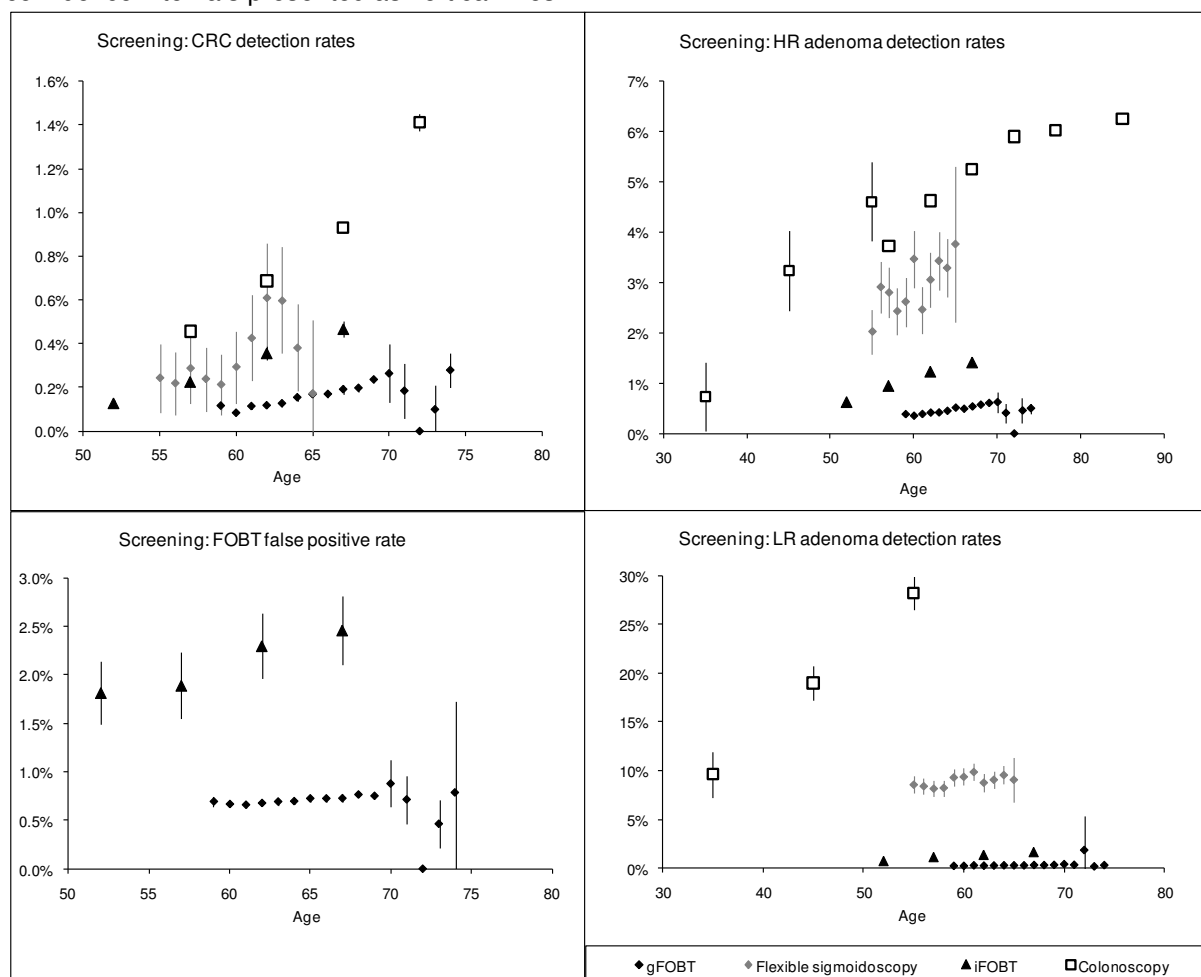 presented as
Screening: CRC detection rates
1.6%
1.4%
1.2%
1.0%
0.8%
0.6%
0.4%
0.2%
0.0%
50 55 60 65 70 75 80
Age
Screening: HR adenoma detection rates
7%
6%
5%
4%
3%
2%
1%
0%
30 40 50 60 70 80 90
Age
Screening: FOBT false positive rate
3.0%
2.5%
2.0%
1.5%
1.0%
0.5%
0.0%
50 55 60 65 70 75 80
Age
Screening: LR adenoma detection rates
30%
25%
20%
15%
10%
5%
0%
30 40 50 60 70 80
Age
gFOBT Flexible sigmoidoscopy iFOBT Colonoscopy